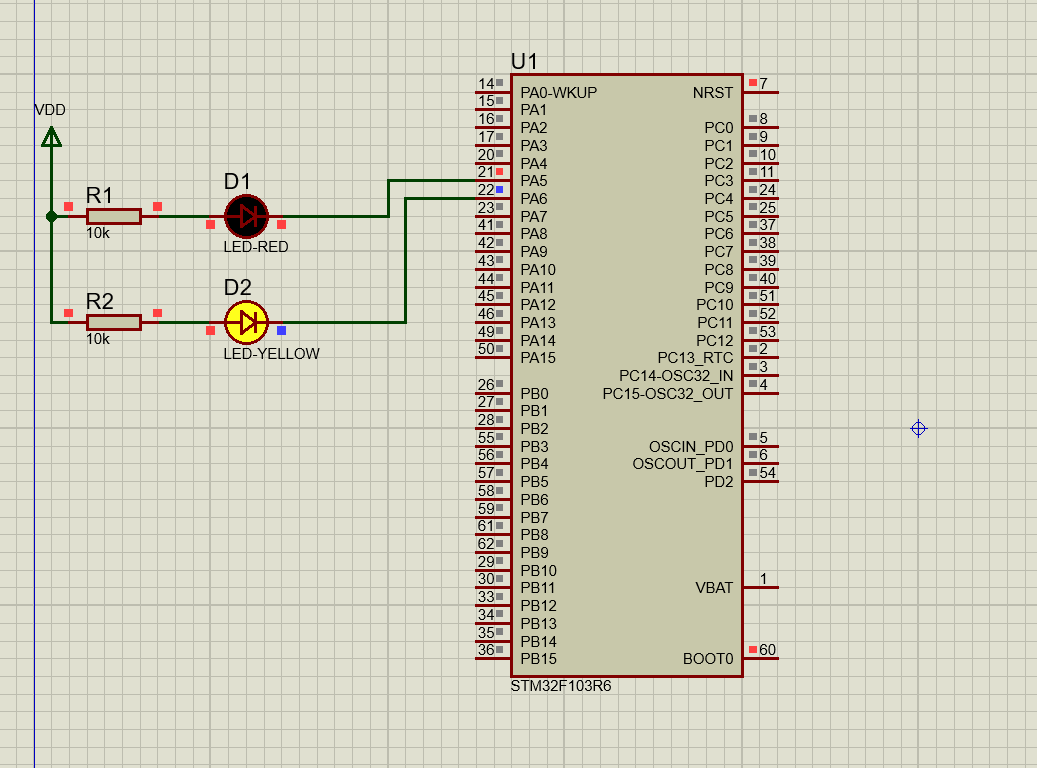 U1
VDD
R1
10k
D1
LED-RED
R2
10k
D2
LED-YELLOW
14 PA0-WKUP NRST 7
15 PA1
16 PA2 PC0 8
17 PA3 PC1 9
20 PA4 PC2 10
21 PA5 PC3 11
22 PA6 PC4 24
23 PA7 PC5 25
41 PA8 PC6 37
42 PA9 PC7 38
43 PA10 PC8 39
44 PA11 PC9 40
45 PA12 PC10 51
46 PA13 PC11 52
49 PA14 PC12 53
50 PA15 PC13_RTC 2
PC14-OSC32_IN 3
26 PB0 PC15-OSC32_OUT 4
27 PB1
28 PB2
55 PB3 OSCIN_PD0 5
56 PB4 OSCOUT_PD1 6
57 PB5 PD2 54
58 PB6
59 PB7
61 PB8
62 PB9
29 PB10
30 PB11 VBAT 1
33 PB12
34 PB13
35 PB14
36 PB15 BOOT0 60
STM32F103R6